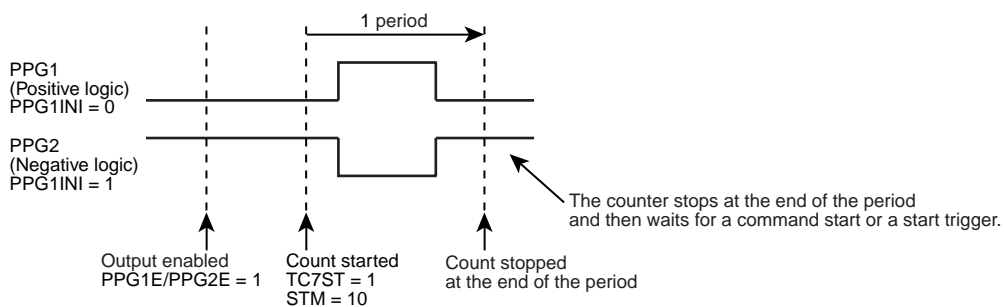 1 period
PPG1
(Positive logic)
PPG1INI = 0
PPG2
(Negative logic)
PPG1INI = 1
The counter stops at the end of the period
and then waits for a command start or a start trigger.
Output enabled
PPG1E/PPG2E = 1
Count started
TC7ST = 1
STM = 10
Count stopped
at the end of the period